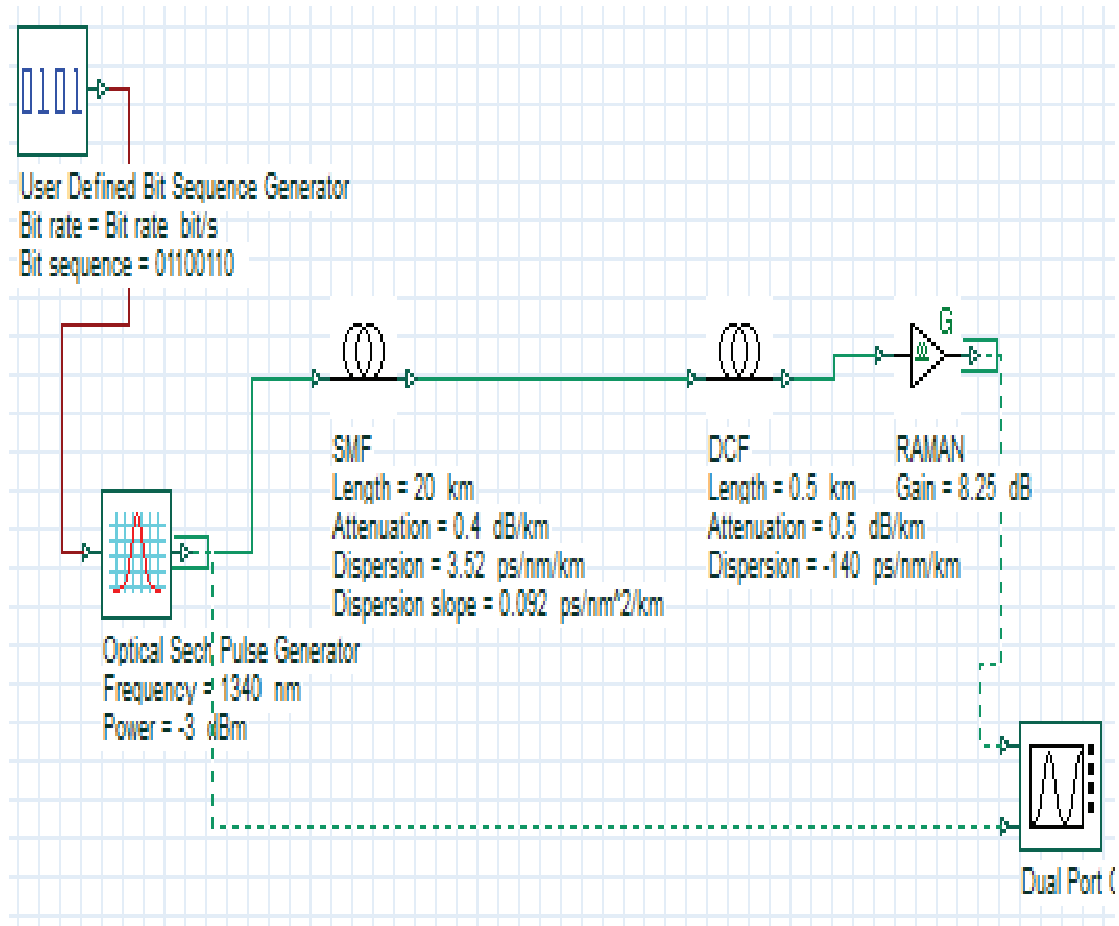 0101
User Defined Bit Sequence Generator
Bit rate = Bit rate bit/s
Bit sequence = 01100110
G
SMF
Length = 20 km
Attenuation = 0.4 dB/km
Dispersion = 3.52 ps/nm/km
Dispersion slope = 0.092 ps/nm^2/km
DCF
Length = 0.5 km
Attenuation = 0.5 dB/km
Dispersion = -140 ps/nm/km
RAMAN
Gain = 8.25 dB
Optical Sech Pulse Generator
Frequency = 1340 nm
Power = -3 dBm
Dual Port